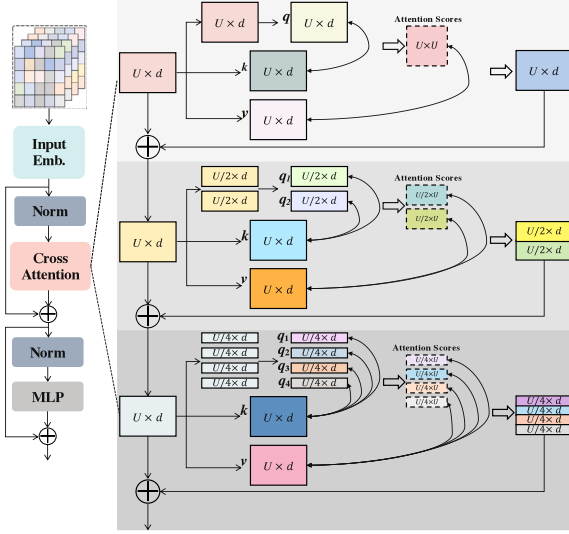 Input
Emb.
Norm
Cross
Attention
Norm
MLP
U × d
U × d
q
U × d
k
U × d
v
U × d
Attention Scores
U×U
U × d
U × d
U/2× d
U/2× d
q1
U/2× d
q2
U/2× d
k
U × d
v
U × d
Attention Scores
U/2×U
U/2×U
U/2× d
U/2× d
U × d
U/4× d
U/4× d
U/4× d
U/4× d
q1
U/4× d
q2
U/4× d
q3
U/4× d
q4
U/4× d
k
U × d
v
U × d
Attention Scores
U/4×U
U/4×U
U/4×U
U/4×U
U/4× d
U/4× d
U/4× d
U/4× d